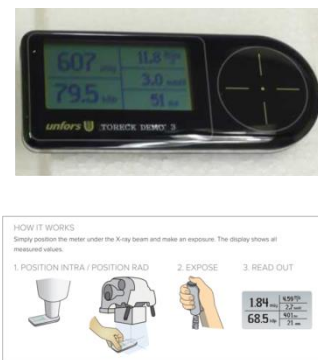 607
11.8
79.5
3.0
51
unfors TORECK DEMO 3
HOW IT WORKS
Simply position the meter under the X-ray beam and make an exposure. The display shows all
measured values.
1. POSITION INTRA / POSITION RAD
2. EXPOSE
3. READ OUT
1.84
68.5